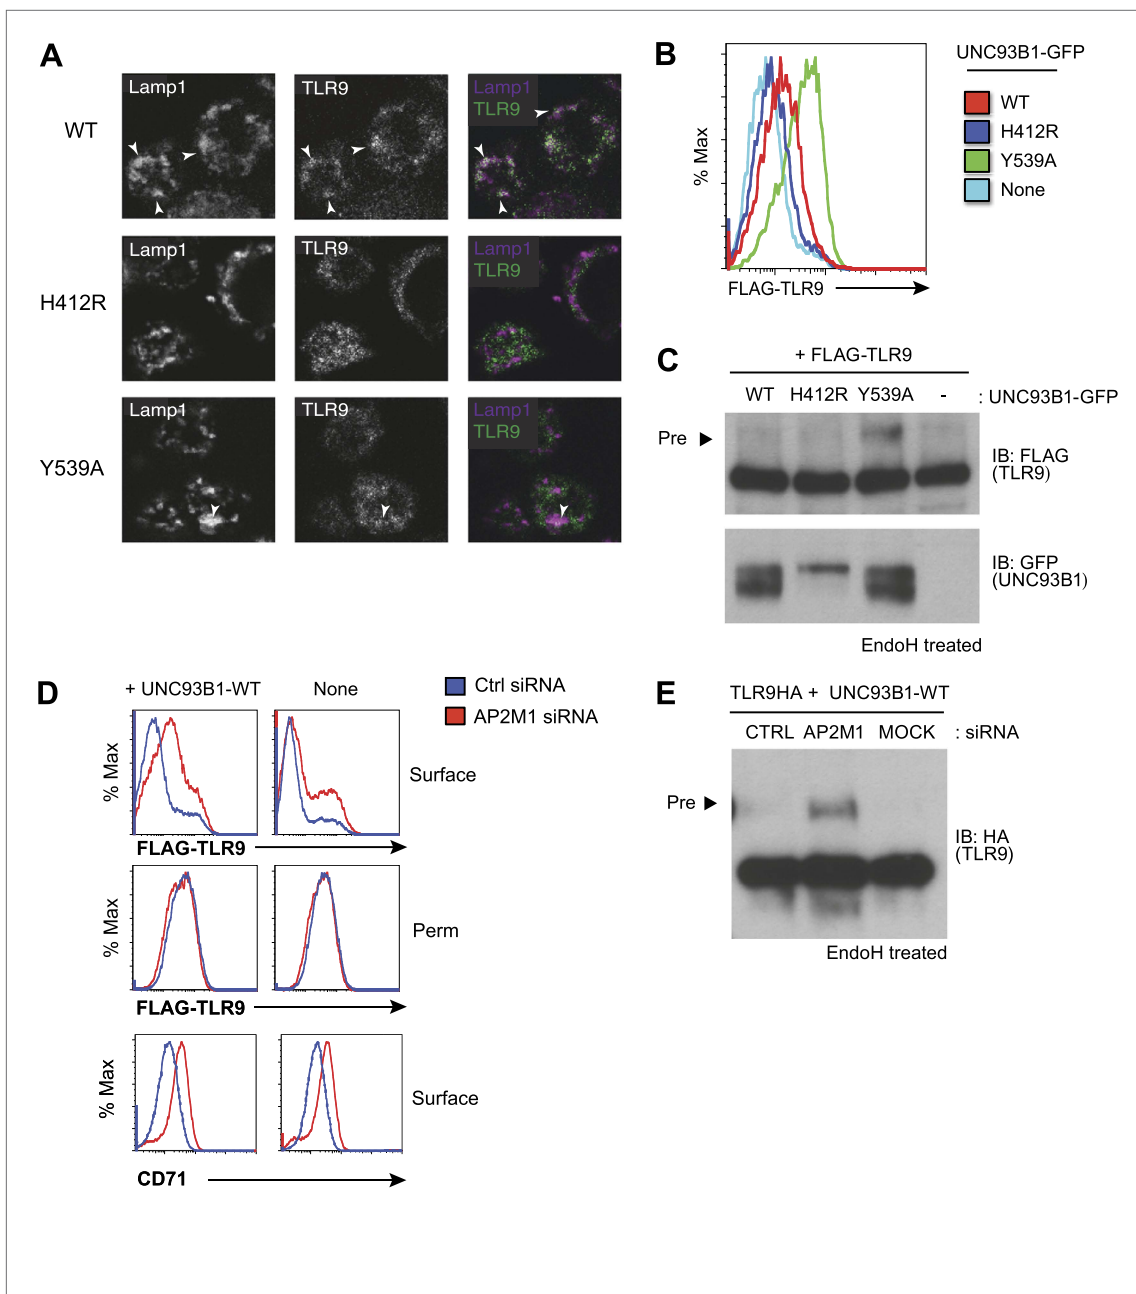 A
WT
Lamp1
TLR9
Lamp1
TLR9
H412R
Lamp1
TLR9
Lamp1
TLR9
Y539A
Lamp1
TLR9
Lamp1
TLR9
B
UNC93B1-GFP
WT
H412R
Y539A
None
% Max
FLAG-TLR9
C
+ FLAG-TLR9
WT H412R Y539A - : UNC93B1-GFP
Pre
IB: FLAG
(TLR9)
IB: GFP
(UNC93B1)
EndoH treated
D
+ UNC93B1-WT
None
Ctrl siRNA
AP2M1 siRNA
% Max
Surface
FLAG-TLR9
% Max
Perm
FLAG-TLR9
% Max
Surface
CD71
E
TLR9HA + UNC93B1-WT
CTRL AP2M1 MOCK : siRNA
Pre
IB: HA
(TLR9)
EndoH treated